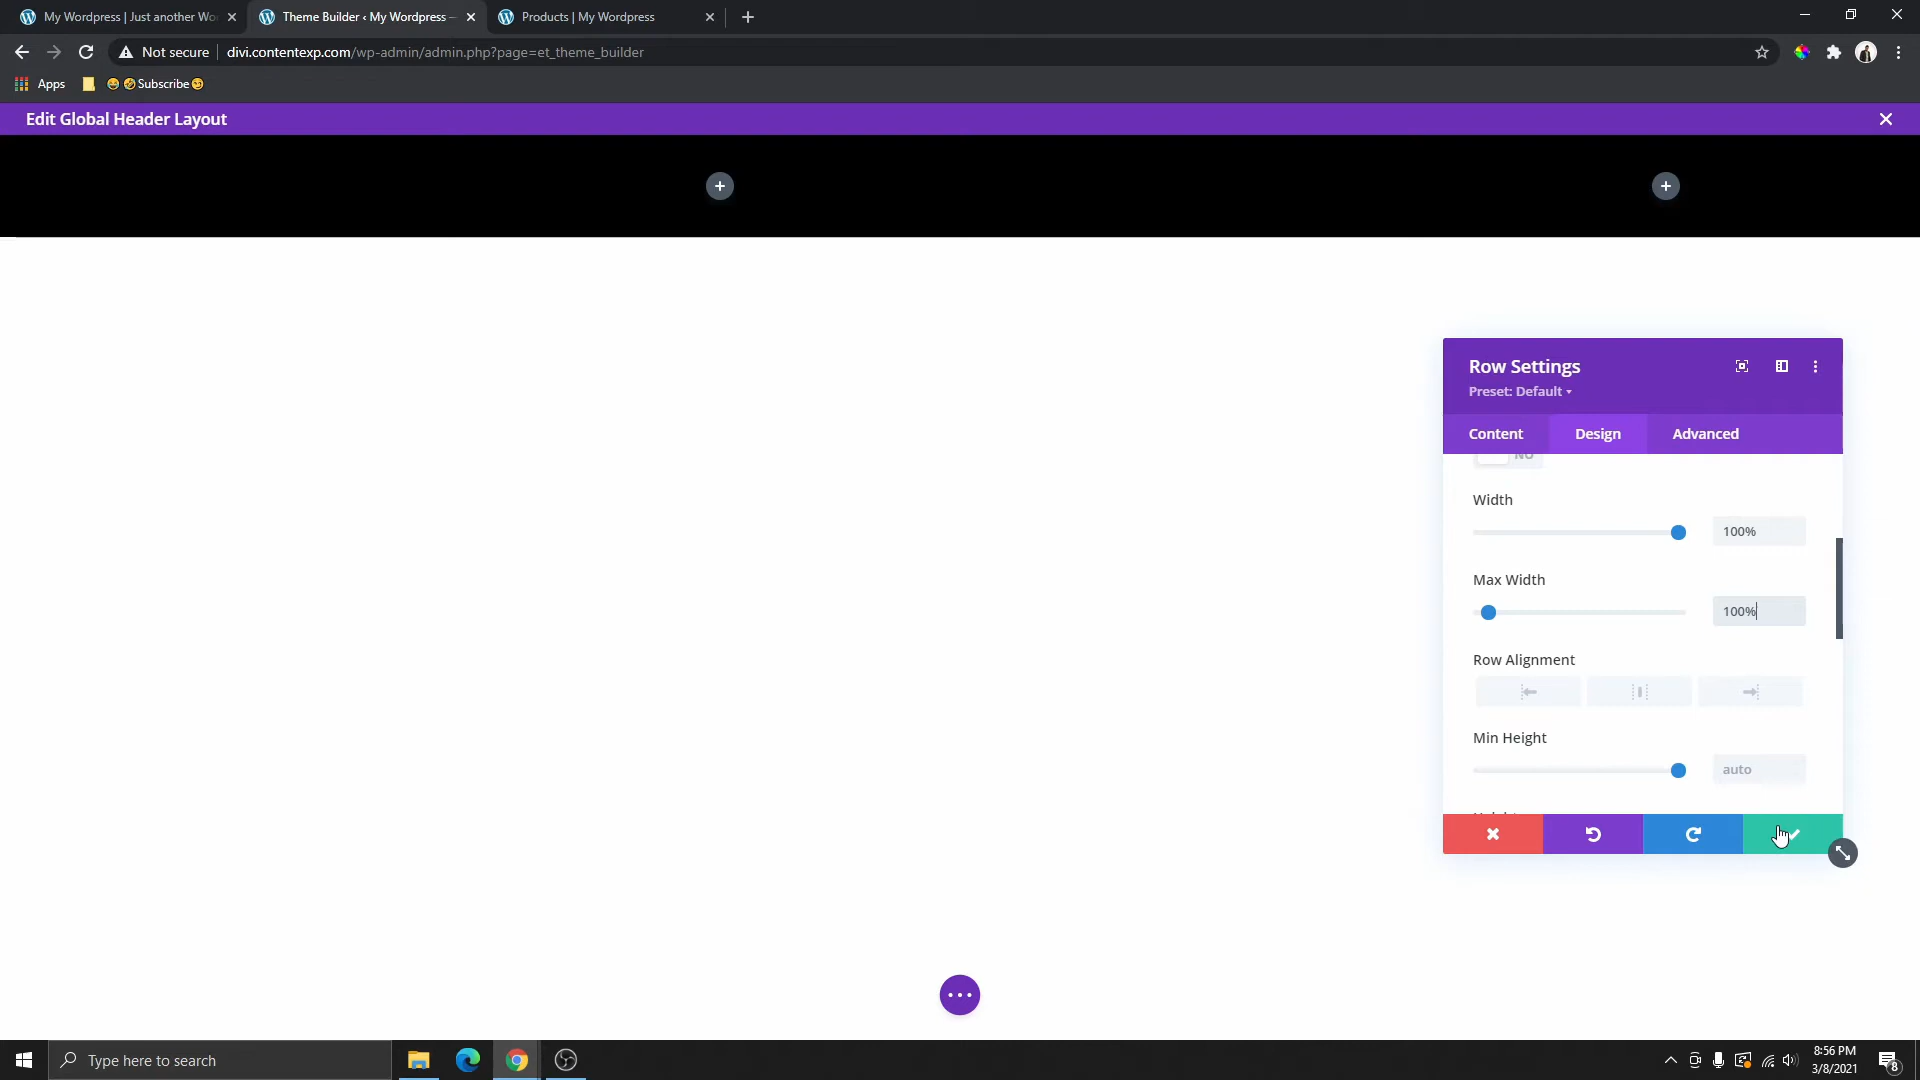 My Wordpress | Just another Wo
Theme Builder ‹ My Wordpress —
Products | My Wordpress
Not secure
divi.contentexp.com/wp-admin/admin.php?page=et_theme_builder
Apps
😂 🤣Subscribe😏
Edit Global Header Layout
Row Settings
Preset: Default
Content
Design
Advanced
NO
Width
100%
Max Width
100%
Row Alignment
Min Height
auto
Type here to search
8:56 PM
3/8/2021
8